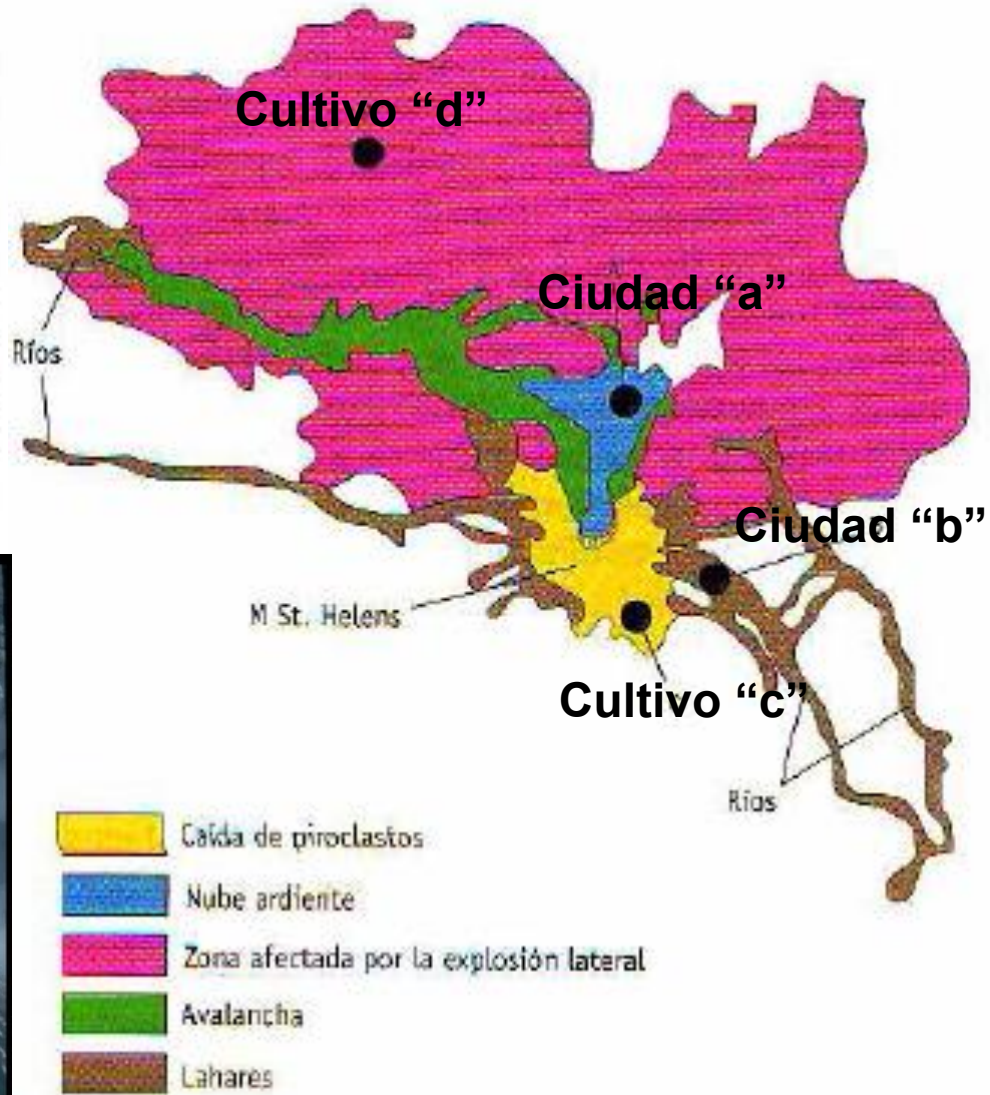 Cultivo “d”
Ciudad “a”
Ríos
Ciudad “b”
M St. Helens
Cultivo “c”
Ríos
Caída de piroclastos
Nube ardiente
Zona afectada por la explosión lateral
Avalancha
Lahares